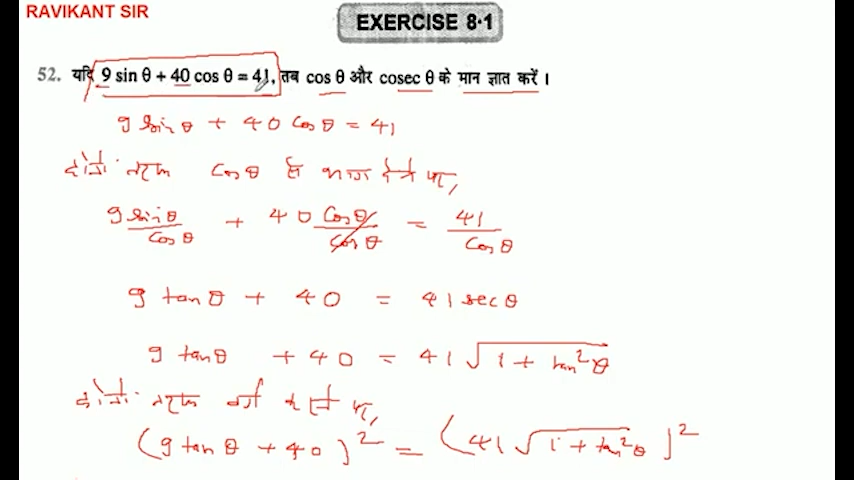 RAVIKANT SIR
EXERCISE 8·1
52. यदि 9 sin θ + 40 cos θ = 41, तब cos θ और cosec θ के मान ज्ञात करें ।
9 sin θ + 40 cos θ = 41
दोनों तरफ cos θ से भाग देने पर,
9 sin θ / cos θ + 40 cos θ / cos θ = 41 / cos θ
9 tan θ + 40 = 41 sec θ
9 tan θ + 40 = 41 √(1 + tan² θ)
दोनों तरफ वर्ग करने पर,
(9 tan θ + 40)² = (41 √(1 + tan² θ))²